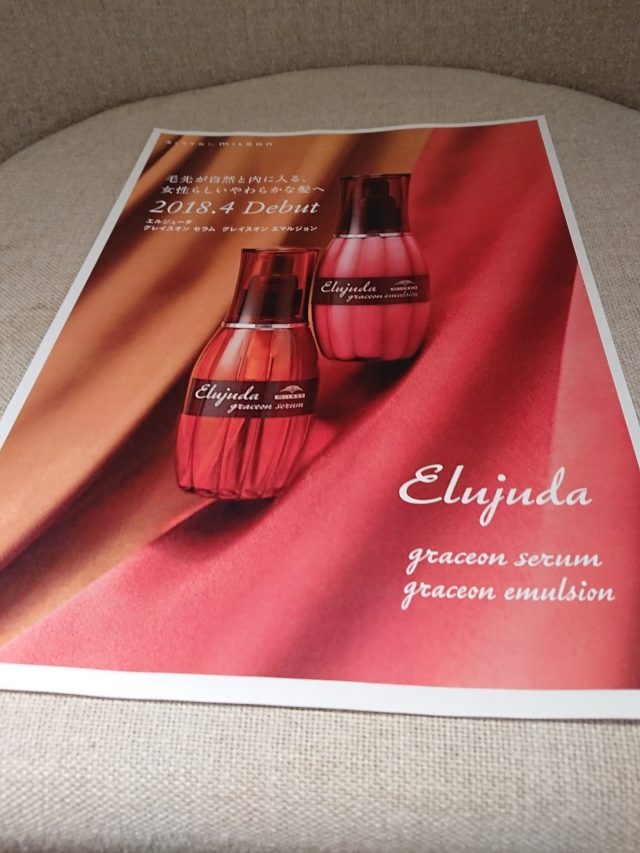 milbon
毛先が自然と内に入る、
女性らしいやわらかな髪へ
2018.4 Debut
エルジューダ
グレイスオン セラム グレイスオン エマルジョン
Elujuda
graceon emulsion
Elujuda
MILBON
graceon serum
Elujuda
graceon serum
graceon emulsion